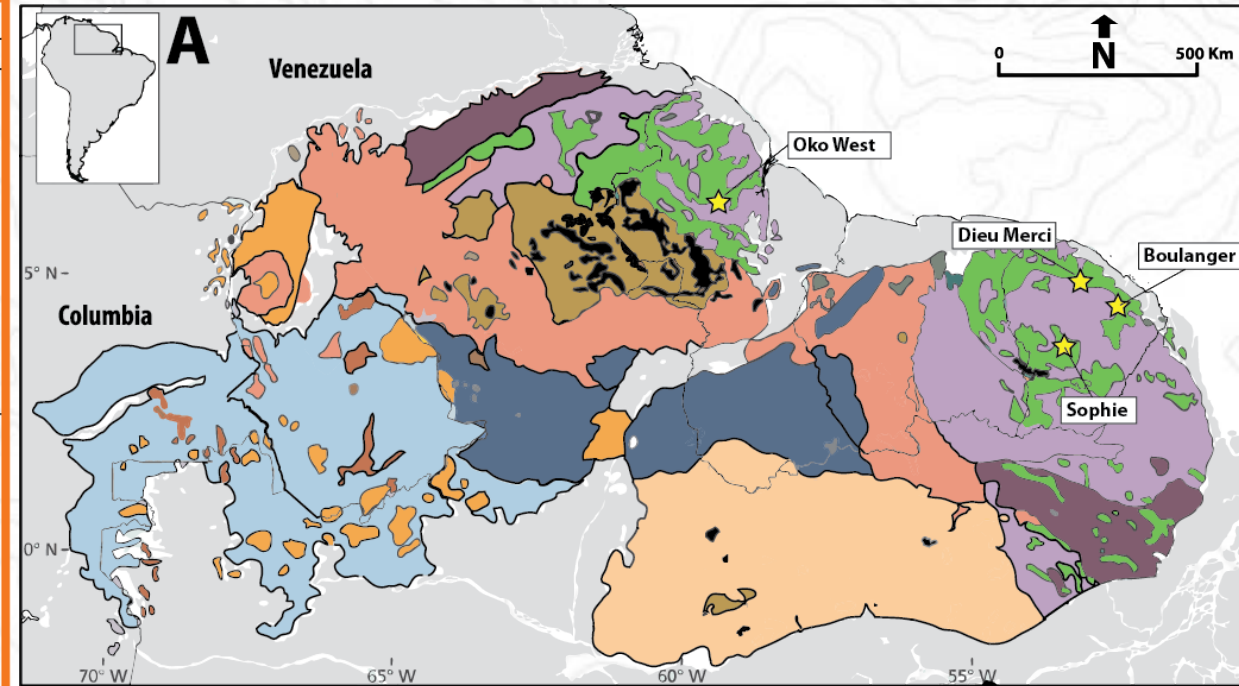 A
Venezuela
0
N
500 Km
Oko West
Dieu Merci
Boulanger
5° N
Columbia
Sophie
0° N
70° W
65° W
60° W
55° W